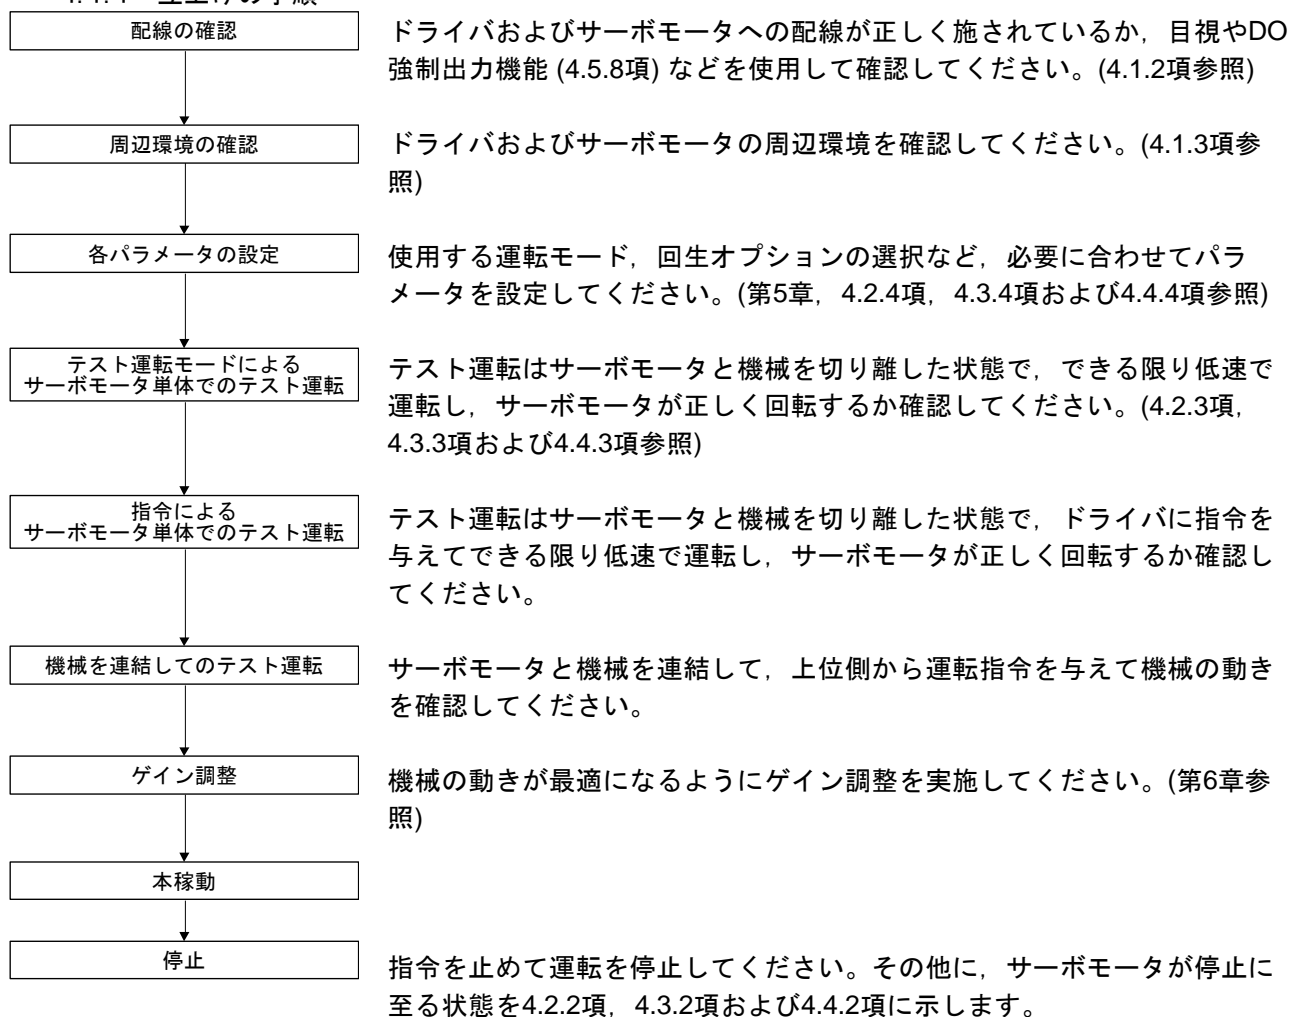 配線の確認
ドライバおよびサーボモータへの配線が正しく施されているか，目視やDO
強制出力機能 (4.5.8項) などを使用して確認してください。(4.1.2項参照)
周辺環境の確認
ドライバおよびサーボモータの周辺環境を確認してください。(4.1.3項参
照)
各パラメータの設定
使用する運転モード，回生オプションの選択など，必要に合わせてパラ
メータを設定してください。(第5章，4.2.4項，4.3.4項および4.4.4項参照)
テスト運転モードによる
サーボモータ単体でのテスト運転
テスト運転はサーボモータと機械を切り離した状態で，できる限り低速で
運転し，サーボモータが正しく回転するか確認してください。(4.2.3項，
4.3.3項および4.4.3項参照)
指令による
サーボモータ単体でのテスト運転
テスト運転はサーボモータと機械を切り離した状態で，ドライバに指令を
与えてできる限り低速で運転し，サーボモータが正しく回転するか確認し
てください。
機械を連結してのテスト運転
サーボモータと機械を連結して，上位側から運転指令を与えて機械の動き
を確認してください。
ゲイン調整
機械の動きが最適になるようにゲイン調整を実施してください。(第6章参
照)
本稼動
停止
指令を止めて運転を停止してください。その他に，サーボモータが停止に
至る状態を4.2.2項，4.3.2項および4.4.2項に示します。